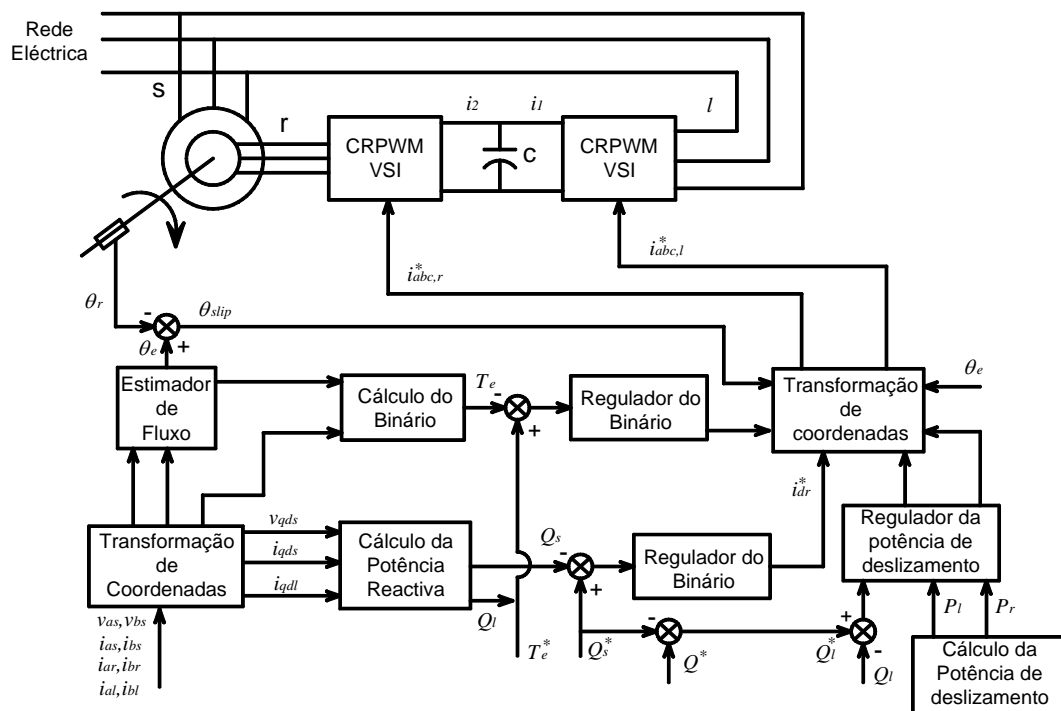 Rede
Eléctrica
s
r
CRPWM
VSI
i2
i1
c
CRPWM
VSI
l
i*abc,r
i*abc,l
θr
-
θslip
θe
+
Estimador
de
Fluxo
Cálculo do
Binário
Te
-
+
Regulador do
Binário
Transformação
de
coordenadas
θe
i*dr
Transformação
de
Coordenadas
vqds
iqds
iqdl
Cálculo da
Potência
Reactiva
Qs
-
+
Ql
Regulador do
Binário
Regulador da
potência de
deslizamento
vas,vbs
ias,ibs
iar,ibr
ial,ibl
T*e
Q*s
-
+
Q*
Q*l
+
-
Ql
Pl
Pr
Cálculo da
Potência de
deslizamento